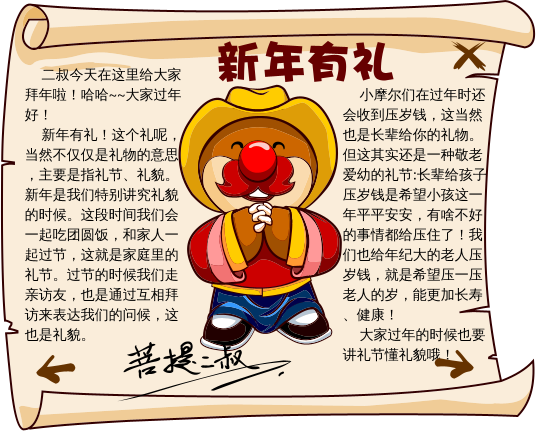 新年有礼
二叔今天在这里给大家
拜年啦！哈哈~~大家过年
好！
新年有礼！这个礼呢，
当然不仅仅是礼物的意思
，主要是指礼节、礼貌。
新年是我们特别讲究礼貌
的时候。这段时间我们会
一起吃团圆饭，和家人一
起过节，这就是家庭里的
礼节。过节的时候我们走
亲访友，也是通过互相拜
访来表达我们的问候，这
也是礼貌。
小摩尔们在过年时还
会收到压岁钱，这当然
也是长辈给你的礼物。
但这其实还是一种敬老
爱幼的礼节:长辈给孩子
压岁钱是希望小孩这一
年平平安安，有啥不好
的事情都给压住了！我
们也给年纪大的老人压
岁钱，就是希望压一压
老人的岁，能更加长寿
、健康！
大家过年的时候也要
讲礼节懂礼貌哦！
菩提二叔